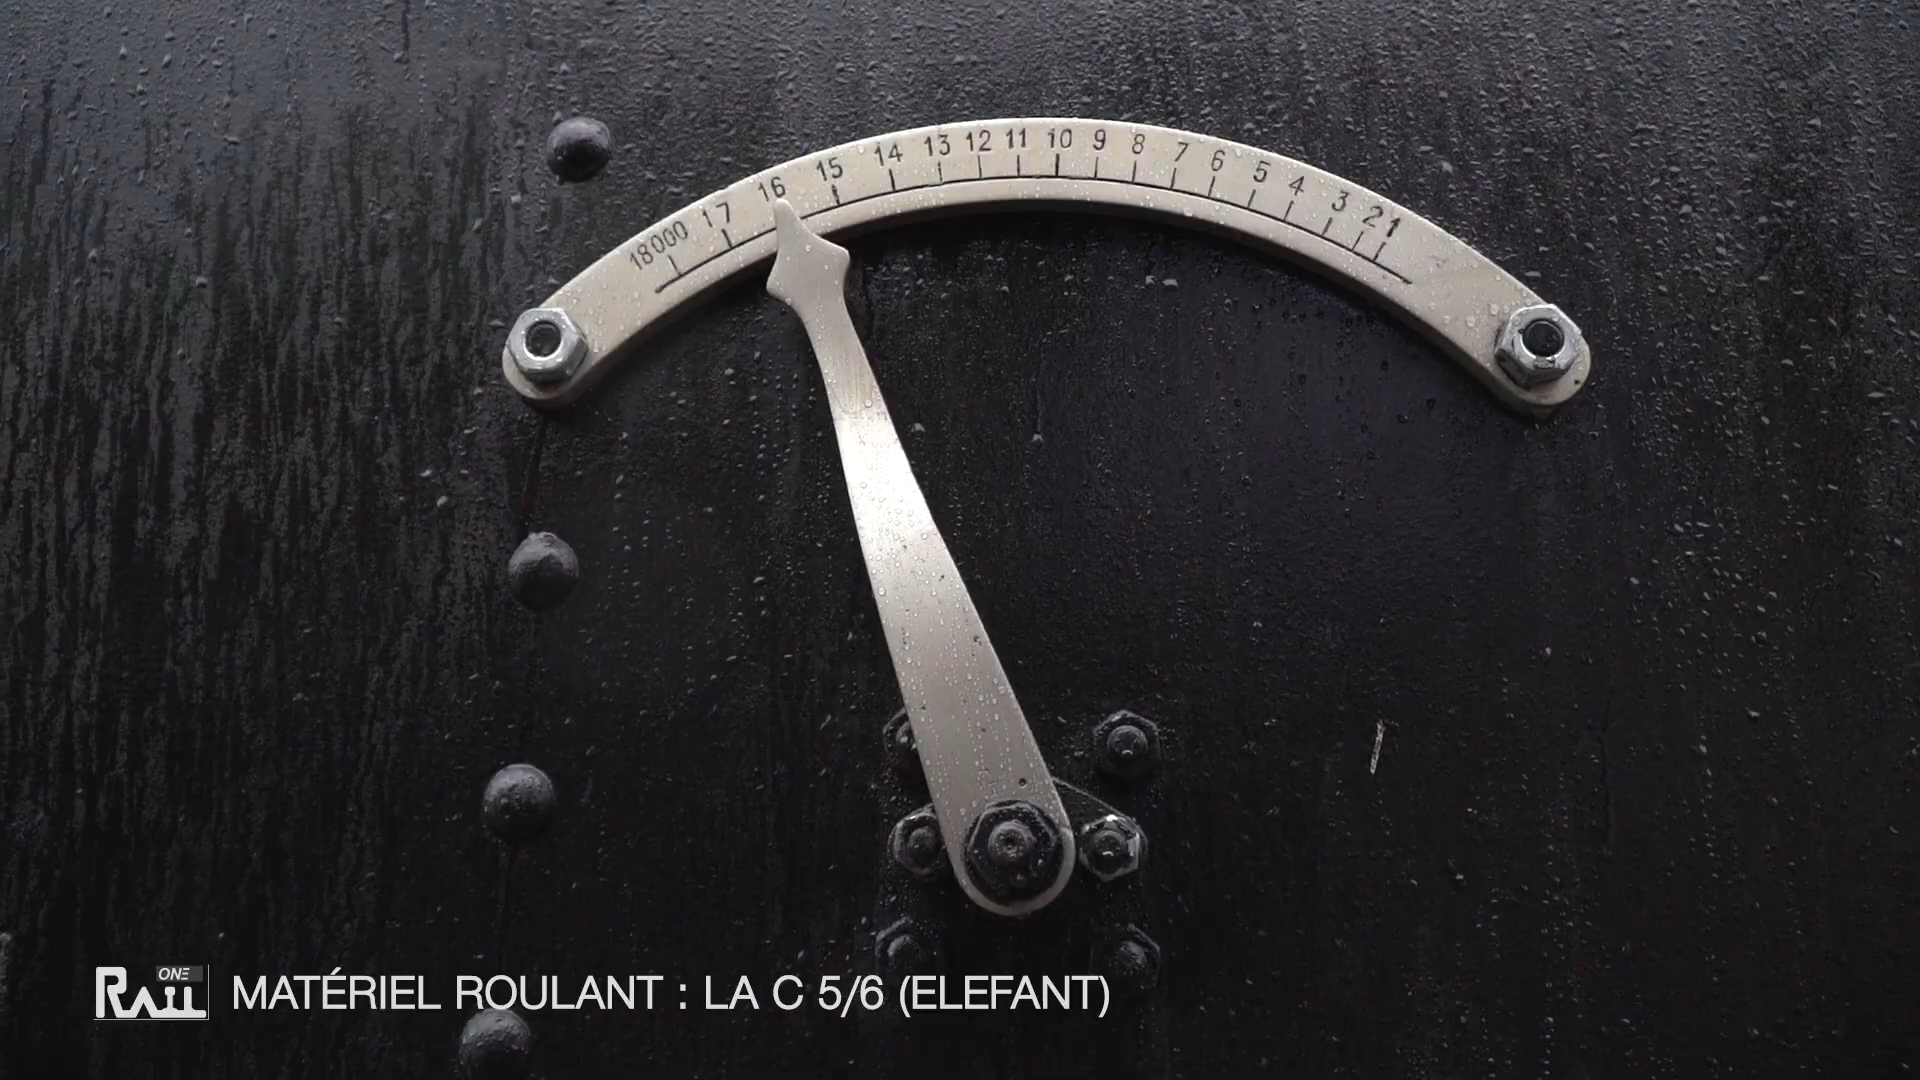 18000 17 16 15 14 13 12 11 10 9 8 7 6 5 4 3 2 1
ONE
RAIL
MATÉRIEL ROULANT : LA C 5/6 (ELEFANT)